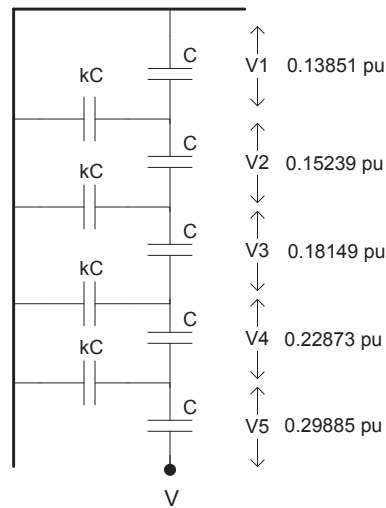 C
V1 0.13851 pu
kC
C
V2 0.15239 pu
kC
C
V3 0.18149 pu
kC
C
V4 0.22873 pu
kC
C
V5 0.29885 pu
V